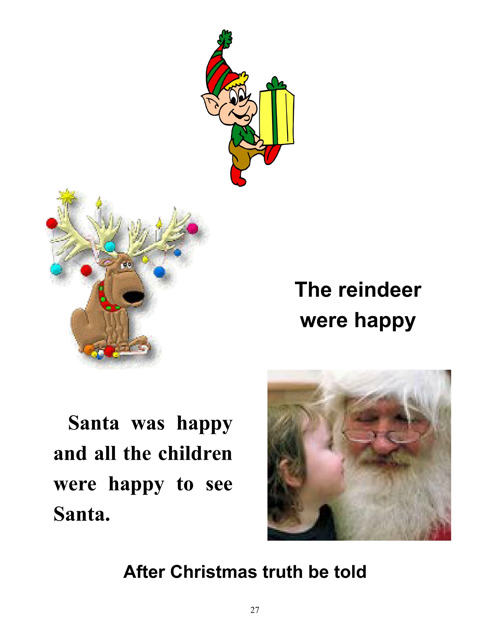 The reindeer
were happy
Santa was happy
and all the children
were happy to see
Santa.
After Christmas truth be told
27